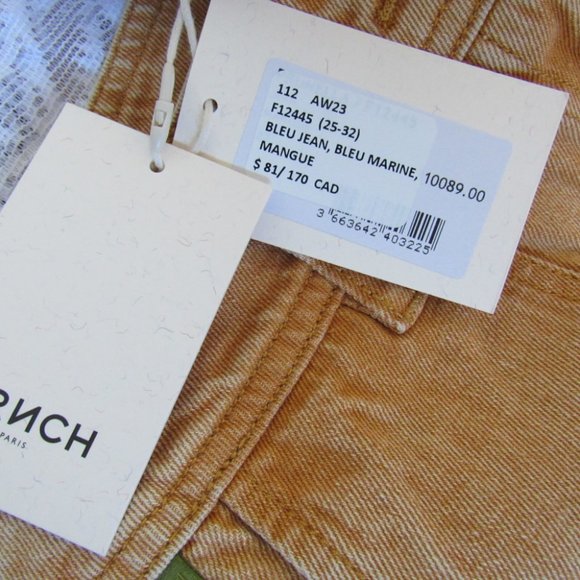 112 AW23
F12445 (25-32)
BLEU JEAN, BLEU MARINE, 10089.00
MANGUE
$ 81/ 170 CAD
3 663642 403225
ЯИCH
PARIS.